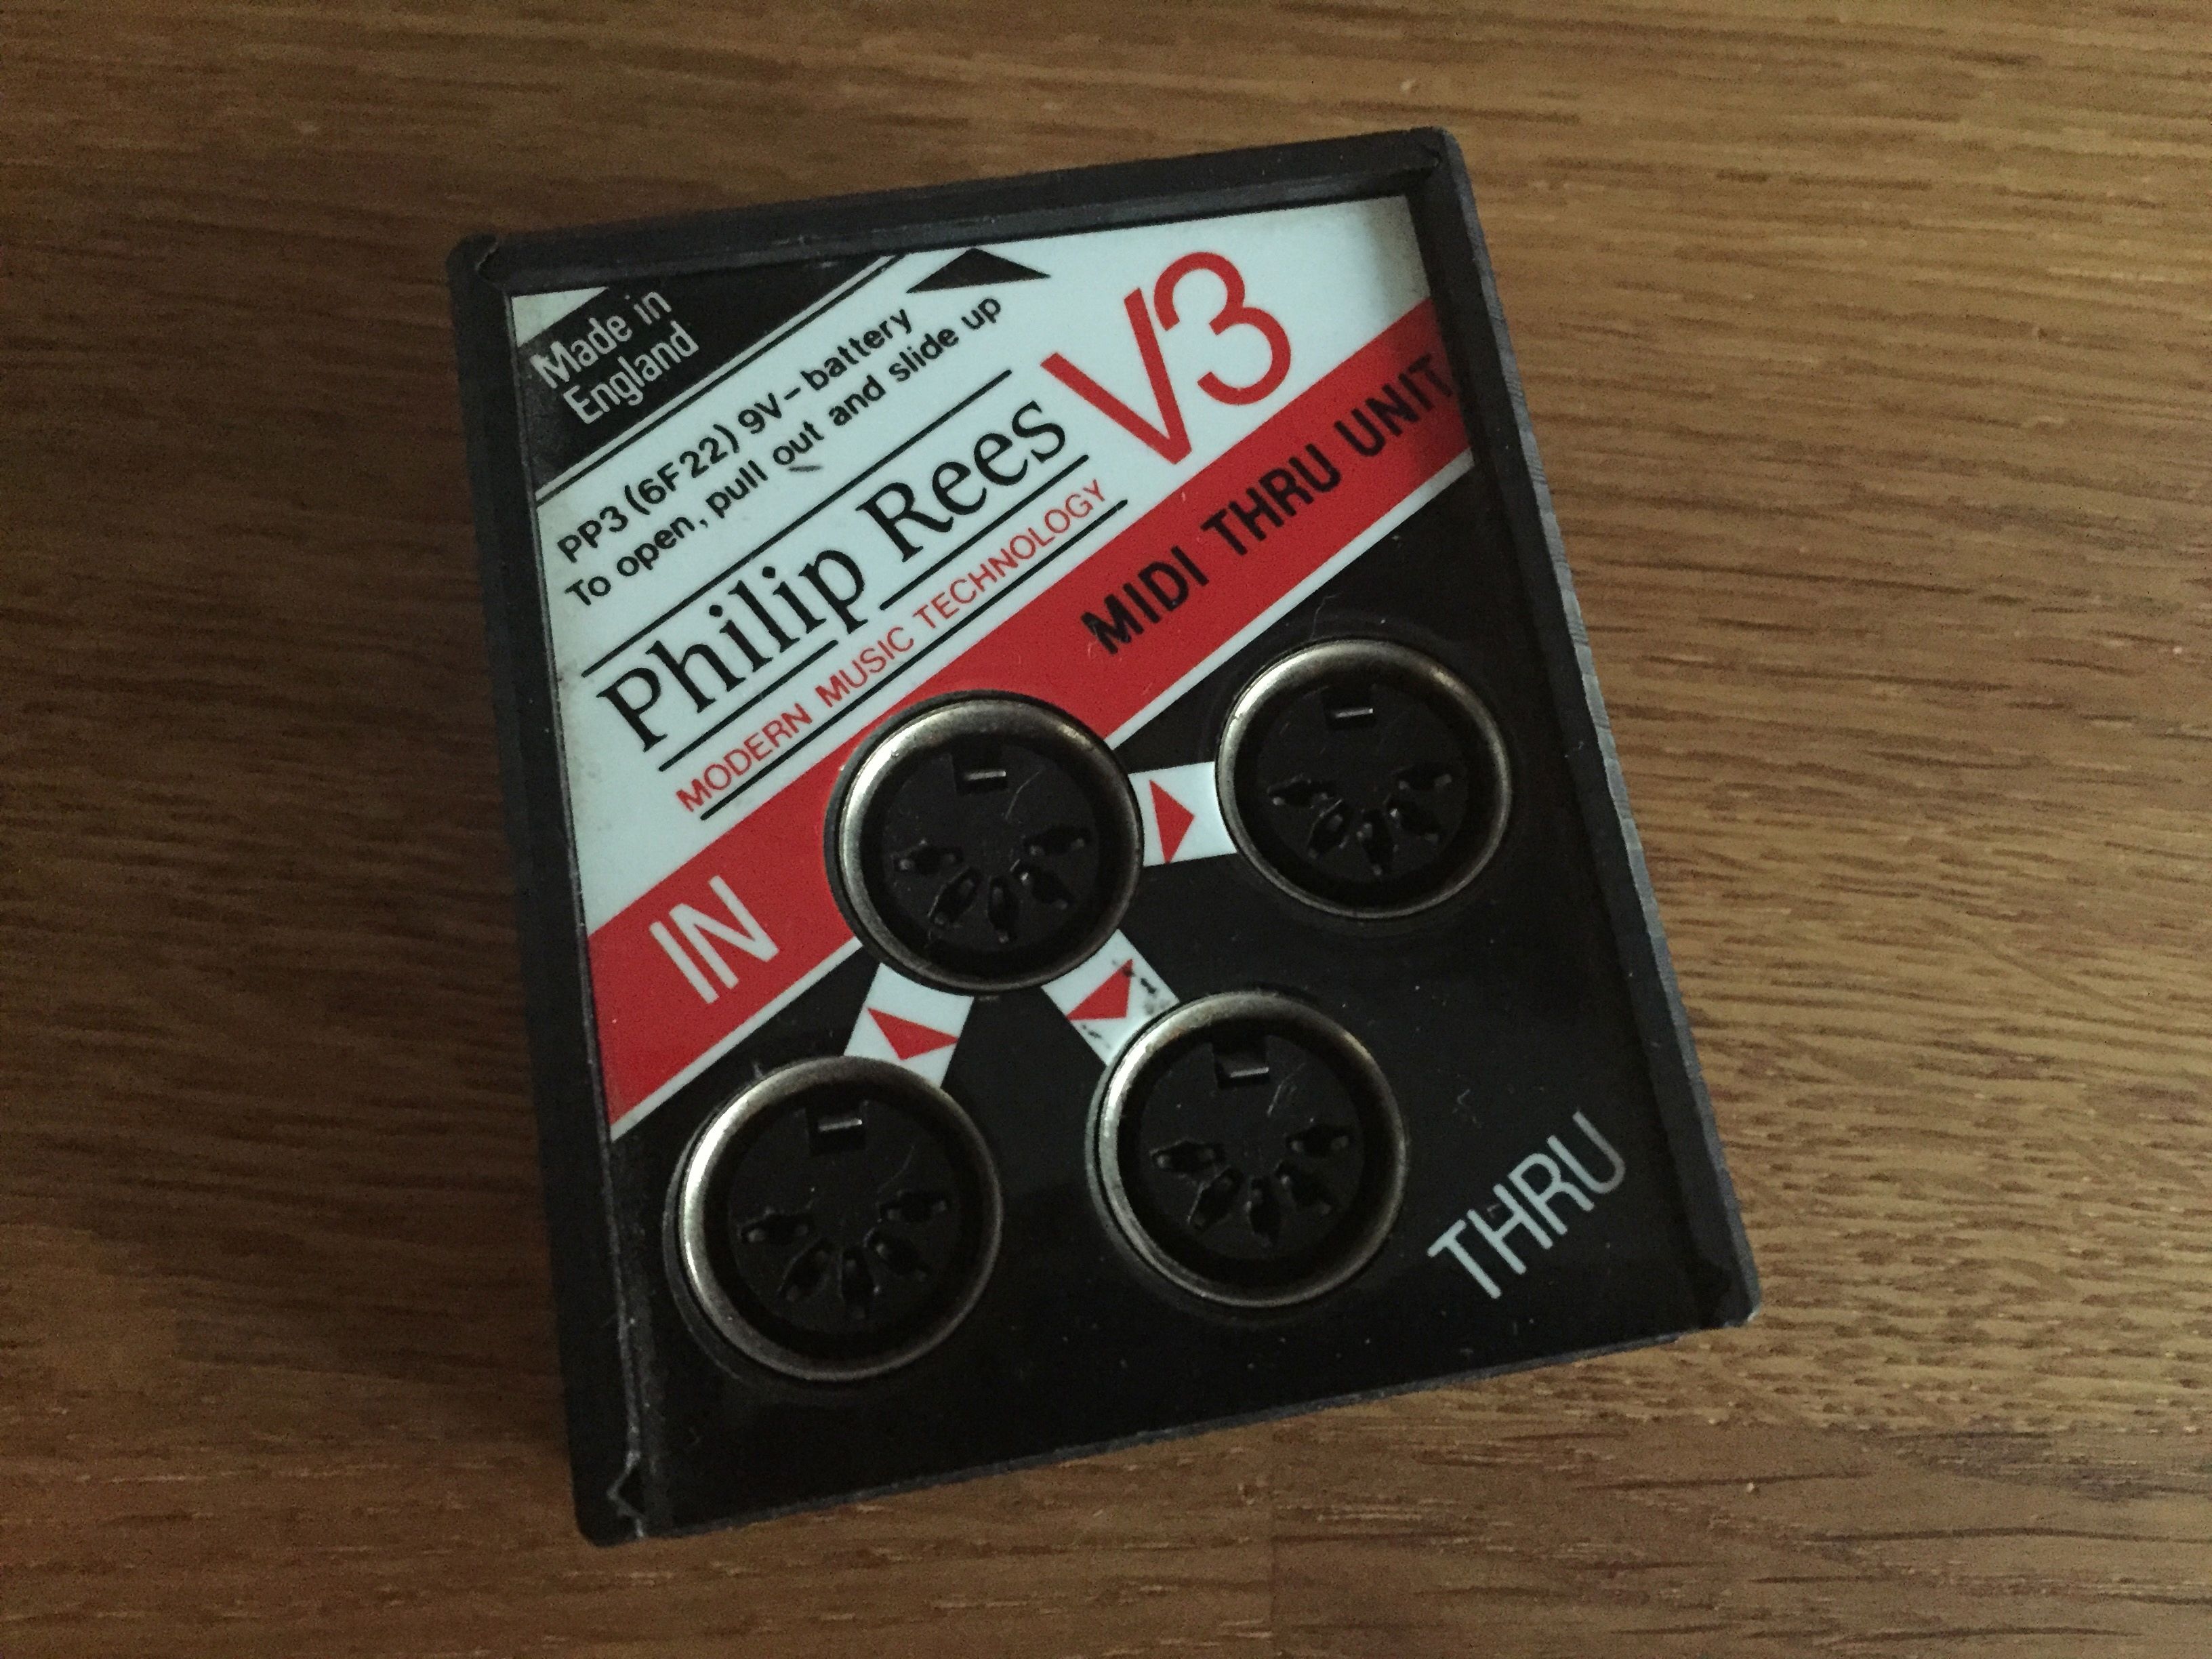 Made in
England
PP3 (6F22) 9V-battery
To open, pull out and slide up
Philip Rees
MODERN MUSIC TECHNOLOGY
V3
MIDI THRU UNIT
IN
THRU